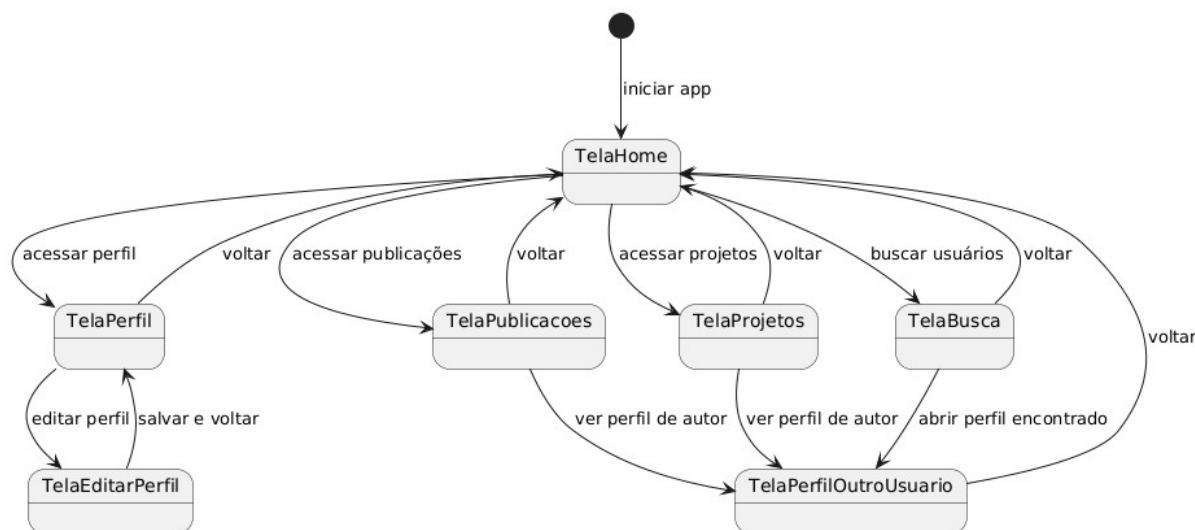 iniciar app
TelaHome
acessar perfil
voltar
acessar publicações
voltar
acessar projetos
voltar
buscar usuários
voltar
TelaPerfil
TelaPublicacoes
TelaProjetos
TelaBusca
voltar
editar perfil
salvar e voltar
ver perfil de autor
ver perfil de autor
abrir perfil encontrado
TelaEditarPerfil
TelaPerfilOutroUsuario